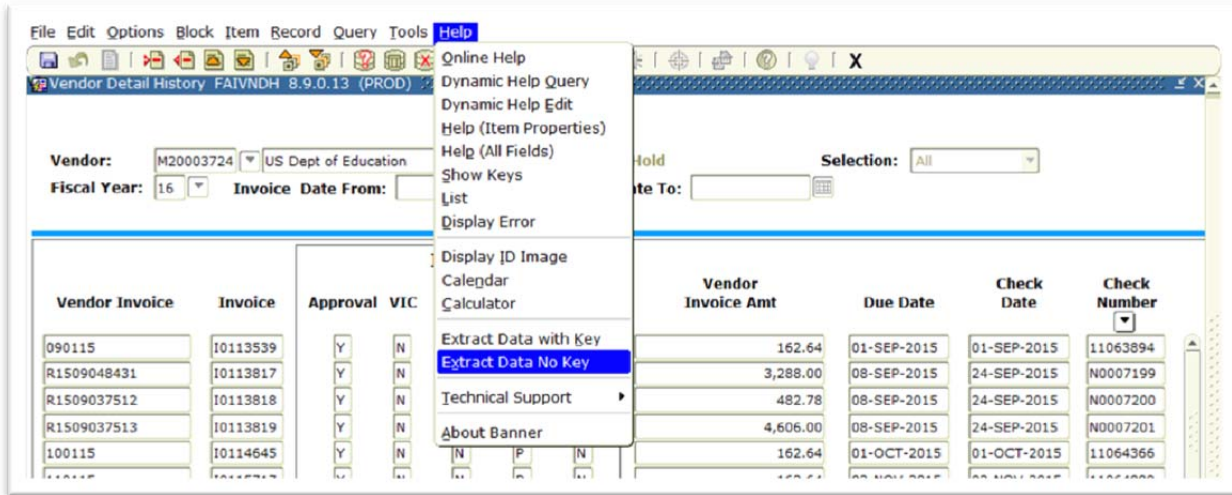 File Edit Options Block Item Record Query Tools Help
Vendor Detail History FAIVNDH 8.9.0.13 (PROD)
Online Help
Dynamic Help Query
Dynamic Help Edit
Help (Item Properties)
Help (All Fields)
Show Keys
List
Display Error
Display ID Image
Calendar
Calculator
Extract Data with Key
Extract Data No Key
Technical Support
About Banner
X
Vendor: M20003724 US Dept of Education Hold Selection: All
Fiscal Year: 16 Invoice Date From: To:
Vendor Invoice Invoice Approval VIC Vendor Invoice Amt Due Date Check Date Check Number
090115 I0113539 Y N 162.64 01-SEP-2015 01-SEP-2015 11063894
R1509048431 I0113817 Y N 3,288.00 08-SEP-2015 24-SEP-2015 N0007199
R1509037512 I0113818 Y N 482.78 08-SEP-2015 24-SEP-2015 N0007200
R1509037513 I0113819 Y N 4,606.00 08-SEP-2015 24-SEP-2015 N0007201
100115 I0114645 Y N N P N 162.64 01-OCT-2015 01-OCT-2015 11064366